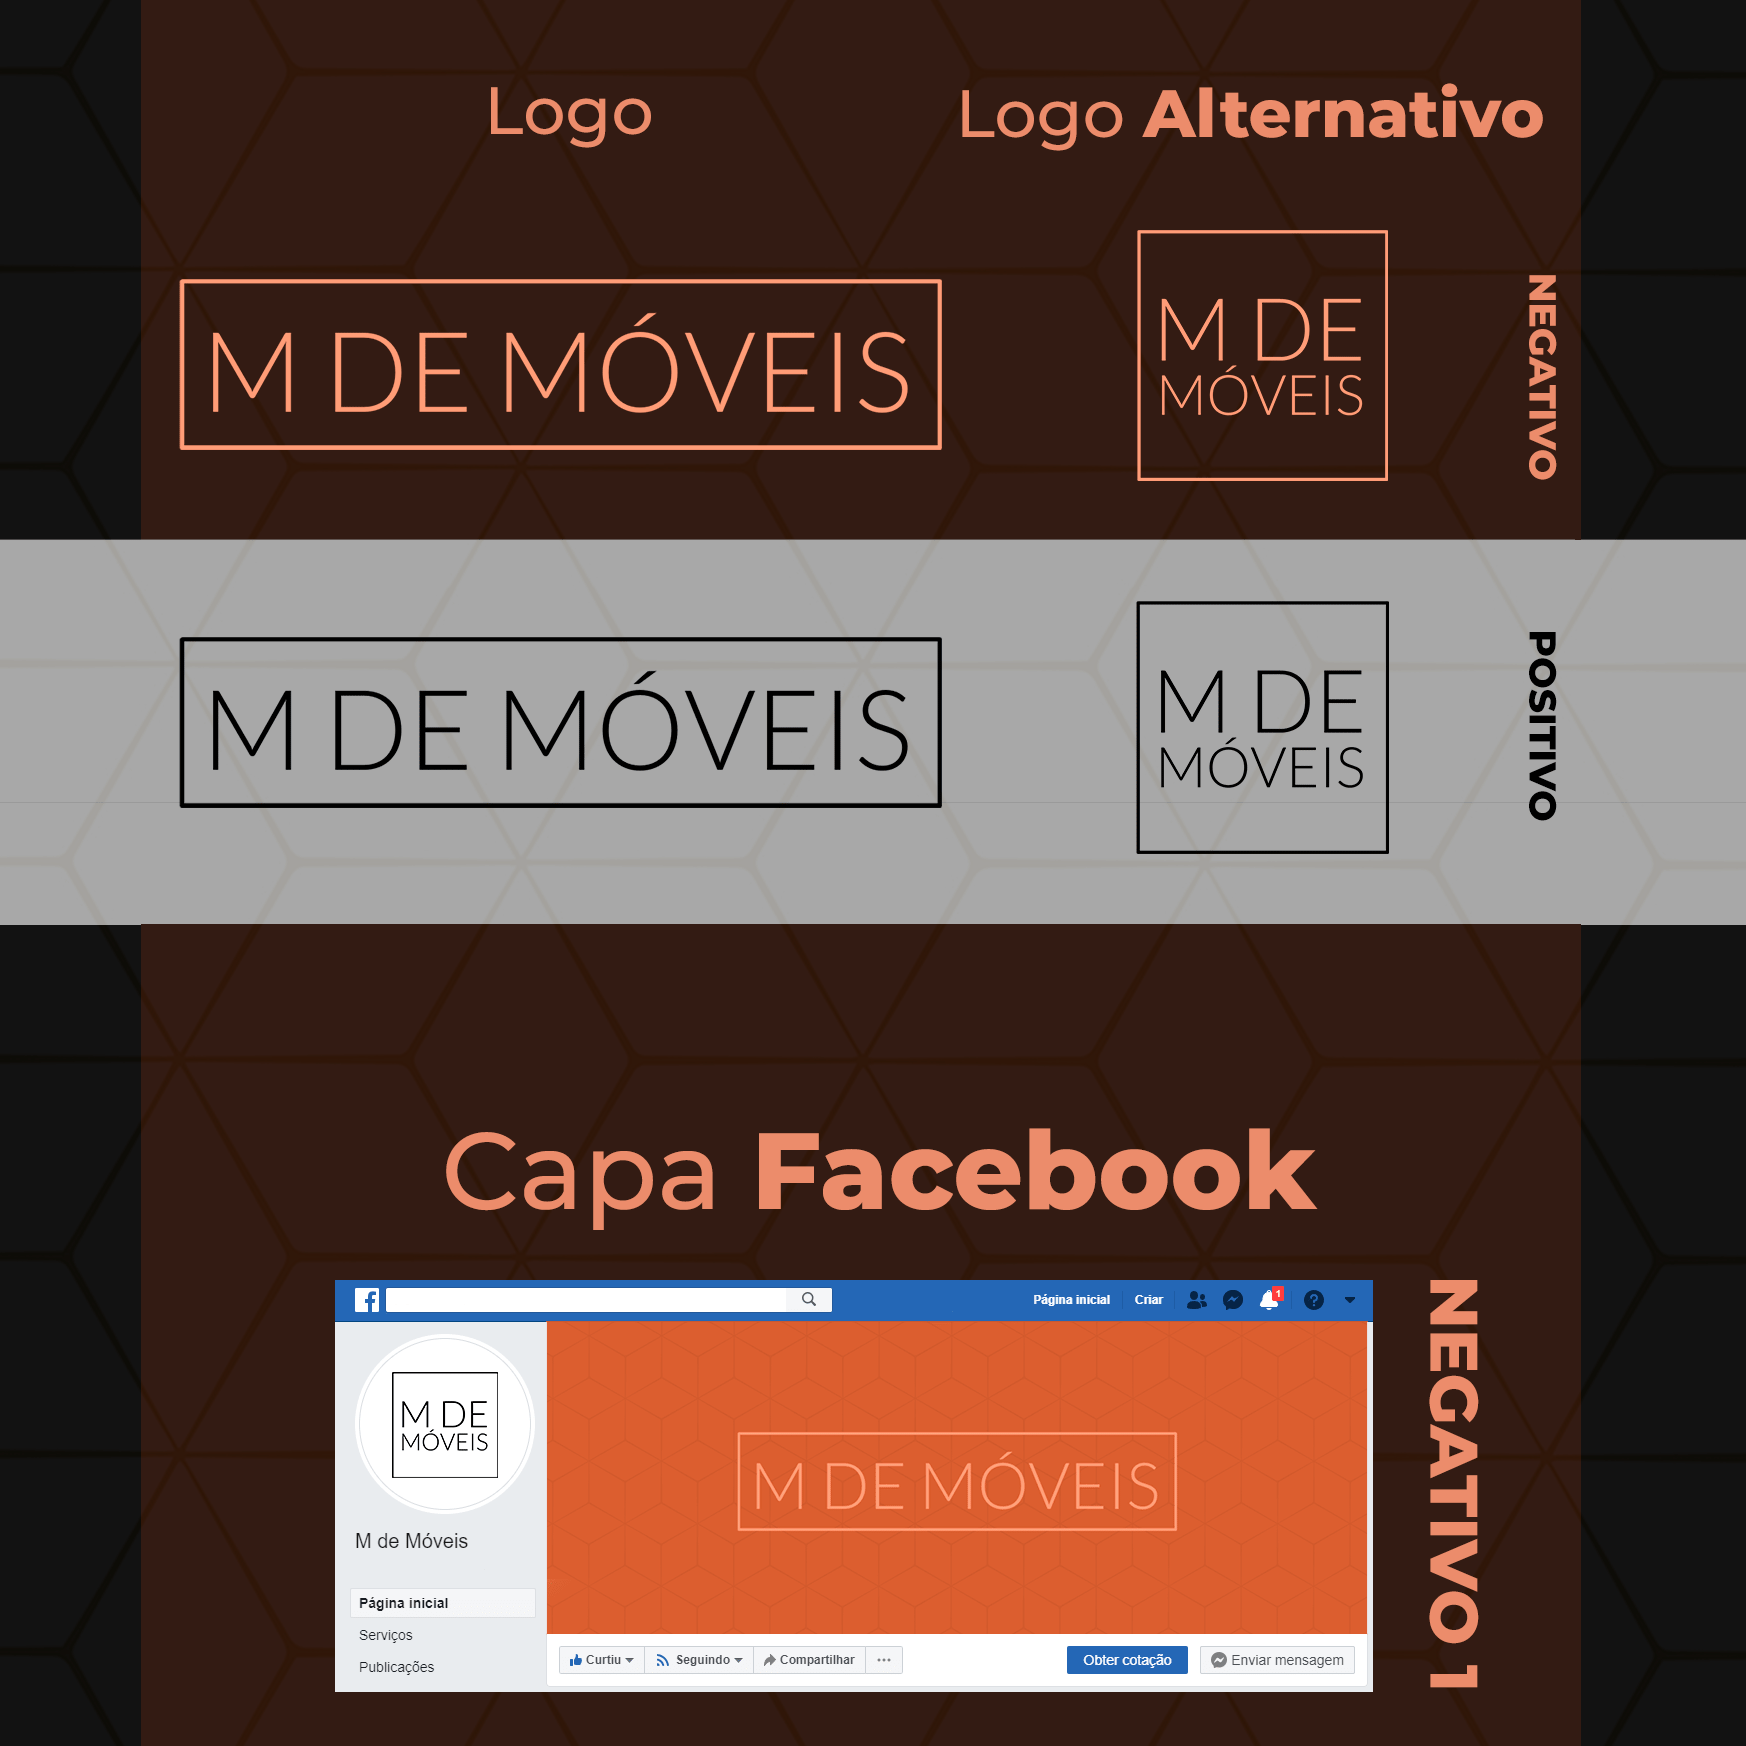 Logo
Logo Alternativo
M DE MÓVEIS
M DE
MÓVEIS
NEGATIVO
M DE MÓVEIS
M DE
MÓVEIS
POSITIVO
Capa Facebook
Página inicial
Criar
1
M DE
MÓVEIS
M DE MÓVEIS
M de Móveis
Página inicial
Serviços
Publicações
Curtiu
Seguindo
Compartilhar
Obter cotação
Enviar mensagem
NEGATIVO 1